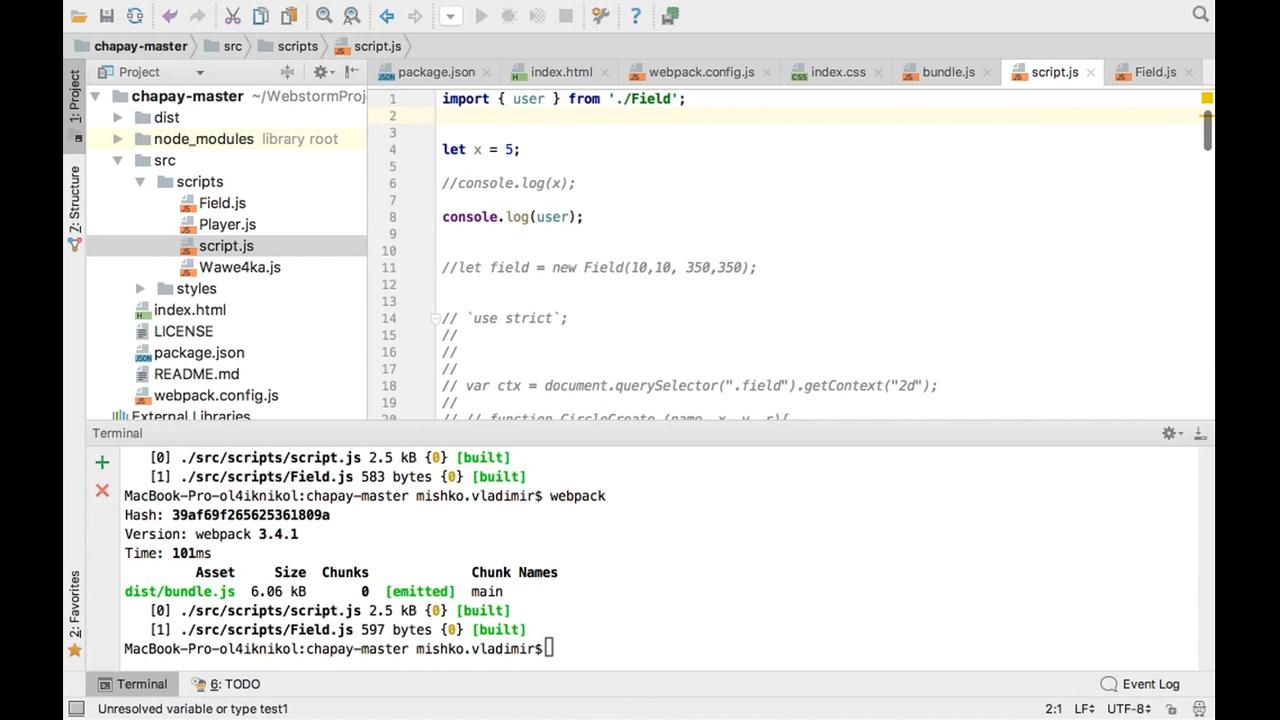 chapay-master src scripts script.js
1: Project
Project
package.json index.html webpack.config.js index.css bundle.js script.js Field.js
chapay-master ~/WebstormProj
dist
node_modules library root
src
scripts
Field.js
Player.js
script.js
Wawe4ka.js
styles
index.html
LICENSE
package.json
README.md
webpack.config.js
External Libraries
Z: Structure
2: Favorites
1 import { user } from './Field';
2
3
4 let x = 5;
5
6 //console.log(x);
7
8 console.log(user);
9
10
11 //let field = new Field(10,10, 350,350);
12
13
14 // `use strict`;
15 //
16 //
17 //
18 // var ctx = document.querySelector(".field").getContext("2d");
19 //
20 // // function CircleCreate (name, x, y, r){
Terminal
[0] ./src/scripts/script.js 2.5 kB {0} [built]
[1] ./src/scripts/Field.js 583 bytes {0} [built]
MacBook-Pro-ol4iknikol:chapay-master mishko.vladimir$ webpack
Hash: 39af69f265625361809a
Version: webpack 3.4.1
Time: 101ms
Asset Size Chunks Chunk Names
dist/bundle.js 6.06 kB 0 [emitted] main
[0] ./src/scripts/script.js 2.5 kB {0} [built]
[1] ./src/scripts/Field.js 597 bytes {0} [built]
MacBook-Pro-ol4iknikol:chapay-master mishko.vladimir$
Terminal 6: TODO Event Log
Unresolved variable or type test1 2:1 LF UTF-8